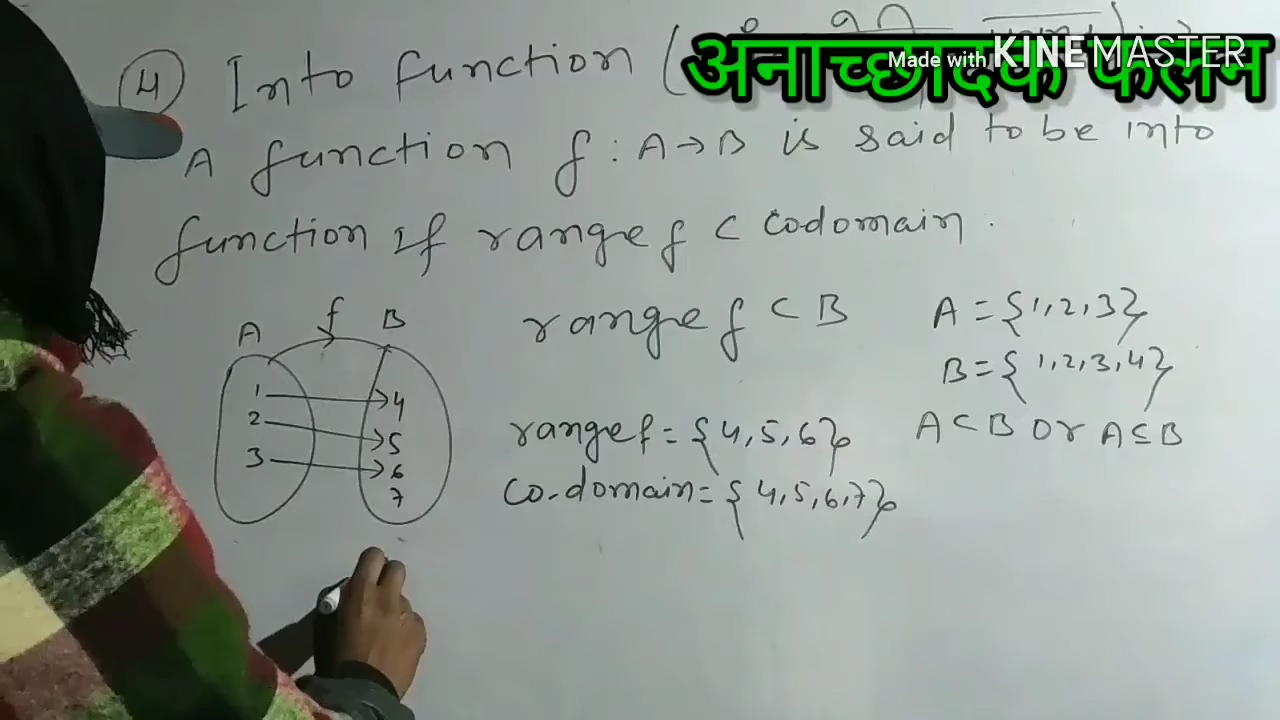 ④ Into function (
अनाच्छादक फलन
Made with KINEMASTER
A function f : A→B is said to be into
function if range f ⊂ codomain.
range f ⊂ B
A = {1,2,3}
B = {1,2,3,4}
A⊂B or A⊆B
f
A B
1 4
2 5
3 6
7
range f = {4,5,6}
Co-domain = {4,5,6,7}